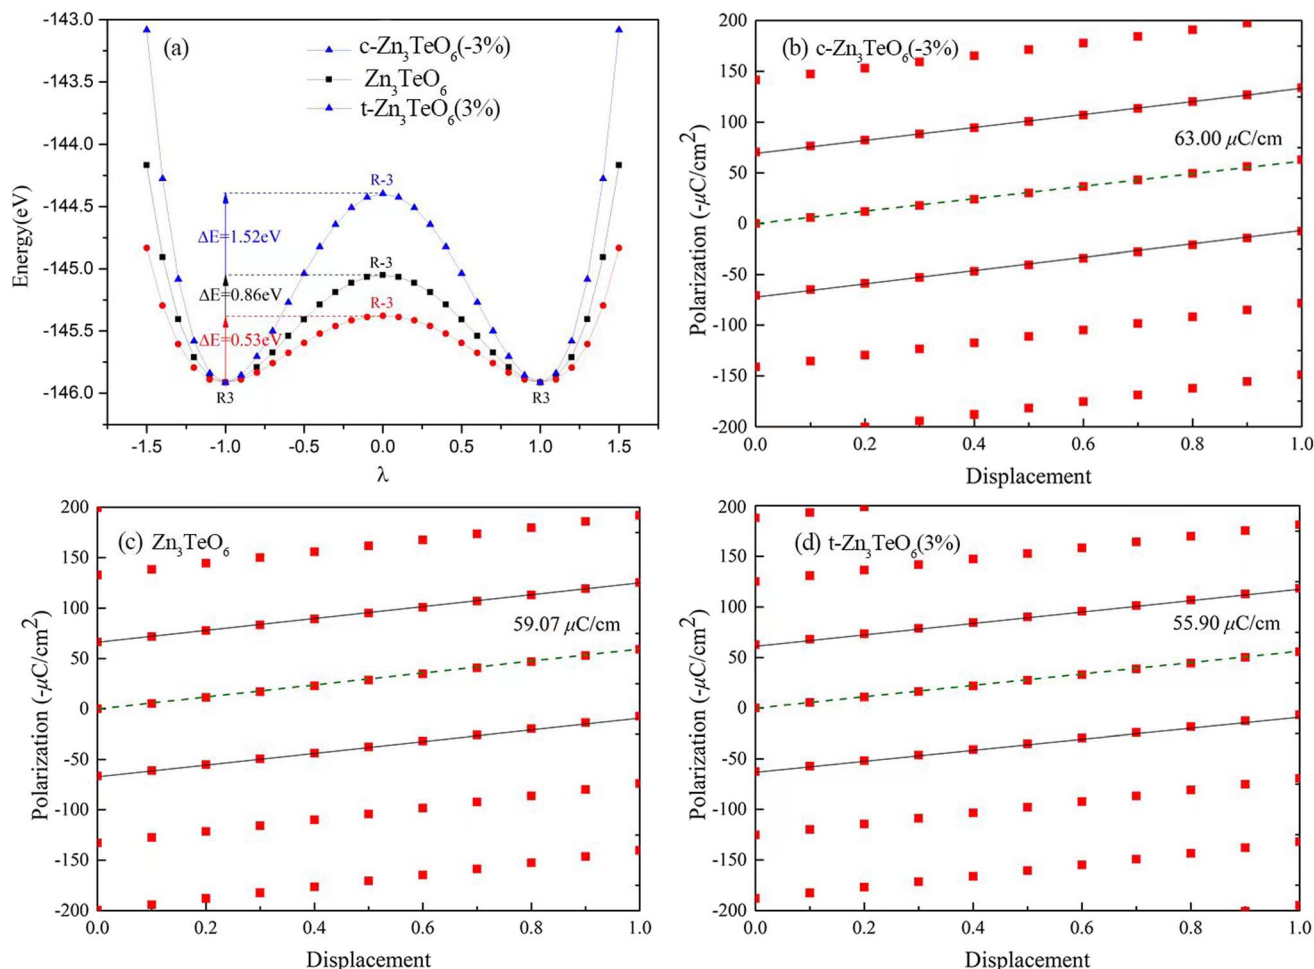 (a)
c-Zn₃TeO₆(-3%)
Zn₃TeO₆
t-Zn₃TeO₆(3%)
-143.0
-143.5
-144.0
-144.5
-145.0
-145.5
-146.0
Energy(eV)
R-3
ΔE=1.52eV
R-3
ΔE=0.86eV
R-3
ΔE=0.53eV
R3
R3
-1.5
-1.0
-0.5
0.0
0.5
1.0
1.5
λ
(b) c-Zn₃TeO₆(-3%)
200
150
100
50
0
-50
-100
-150
-200
Polarization (-μC/cm²)
63.00 μC/cm
0.0
0.2
0.4
0.6
0.8
1.0
Displacement
(c) Zn₃TeO₆
200
150
100
50
0
-50
-100
-150
-200
Polarization (-μC/cm²)
59.07 μC/cm
0.0
0.2
0.4
0.6
0.8
1.0
Displacement
(d) t-Zn₃TeO₆(3%)
200
150
100
50
0
-50
-100
-150
-200
Polarization (-μC/cm²)
55.90 μC/cm
0.0
0.2
0.4
0.6
0.8
1.0
Displacement